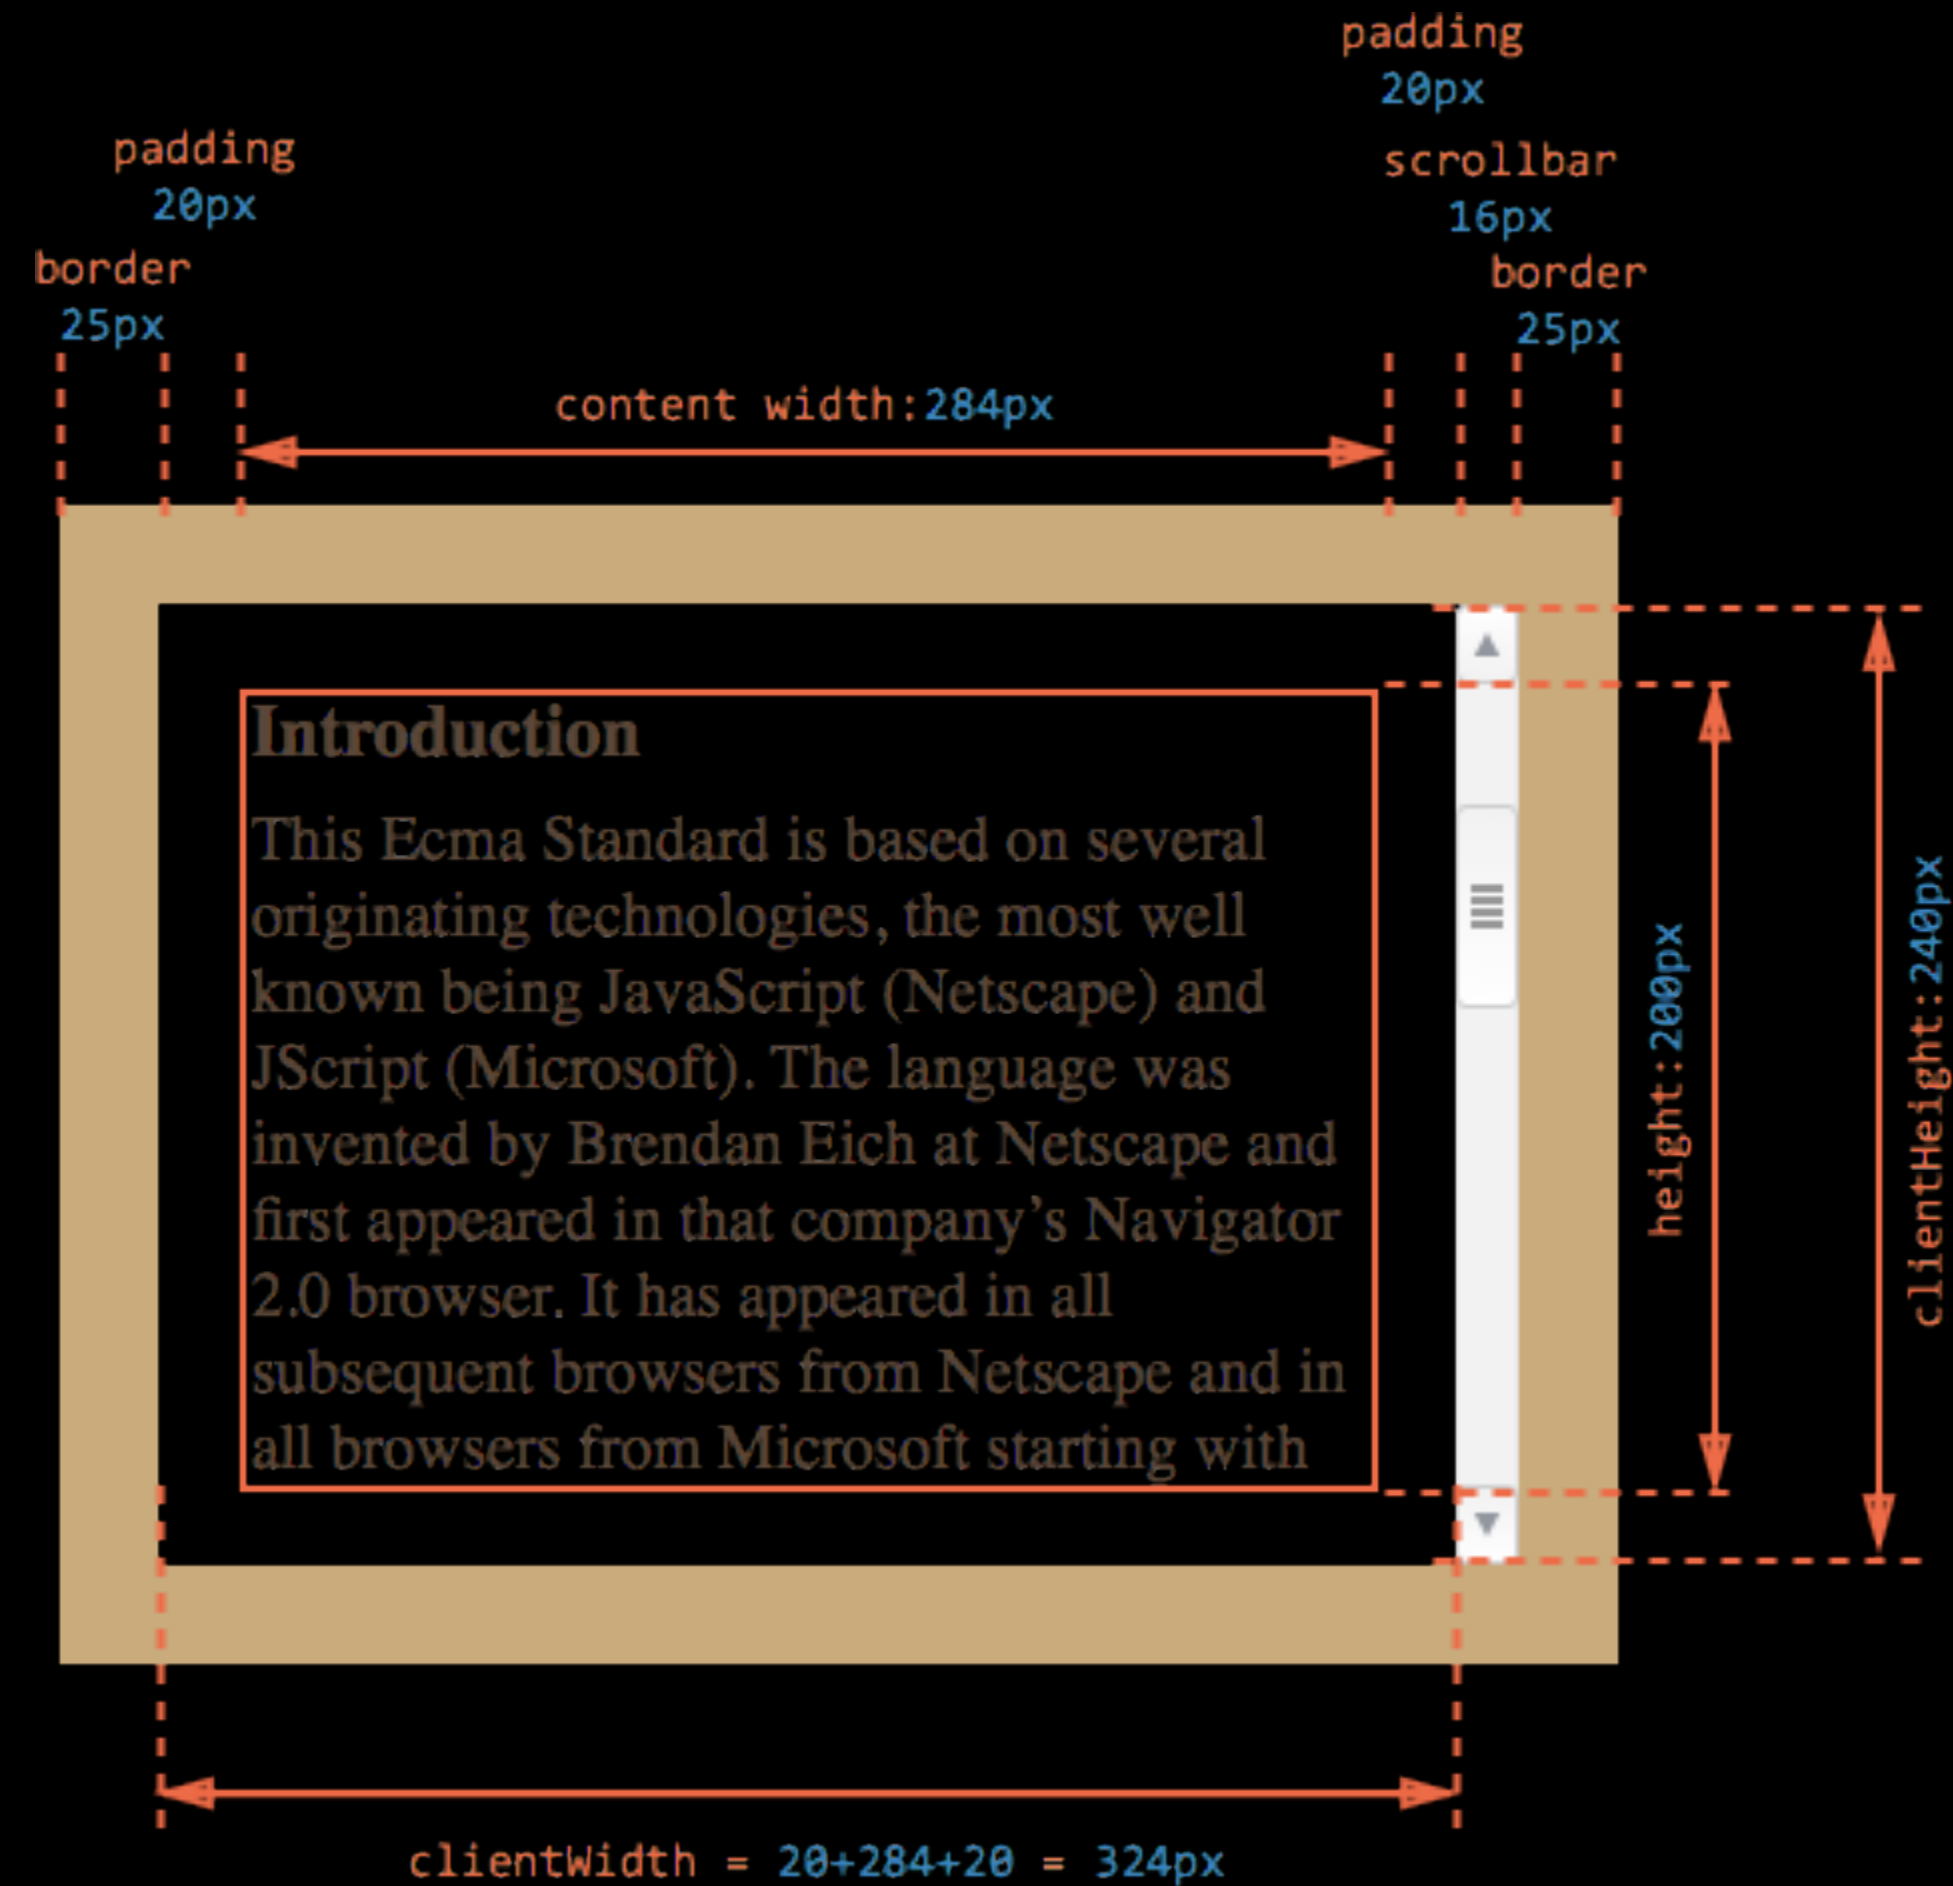 padding
20px
padding
20px
scrollbar
16px
border
25px
border
25px
content width:284px
Introduction
This Ecma Standard is based on several
originating technologies, the most well
known being JavaScript (Netscape) and
JScript (Microsoft). The language was
invented by Brendan Eich at Netscape and
first appeared in that company’s Navigator
2.0 browser. It has appeared in all
subsequent browsers from Netscape and in
all browsers from Microsoft starting with
height:200px
clientHeight:240px
clientWidth = 20+284+20 = 324px